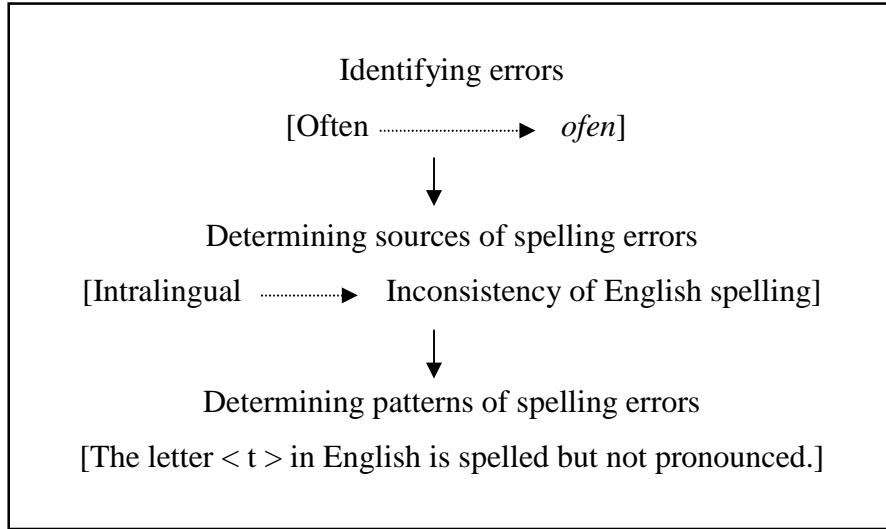 Identifying errors
[Often ofen]
Determining sources of spelling errors
[Intralingual Inconsistency of English spelling]
Determining patterns of spelling errors
[The letter < t > in English is spelled but not pronounced.]